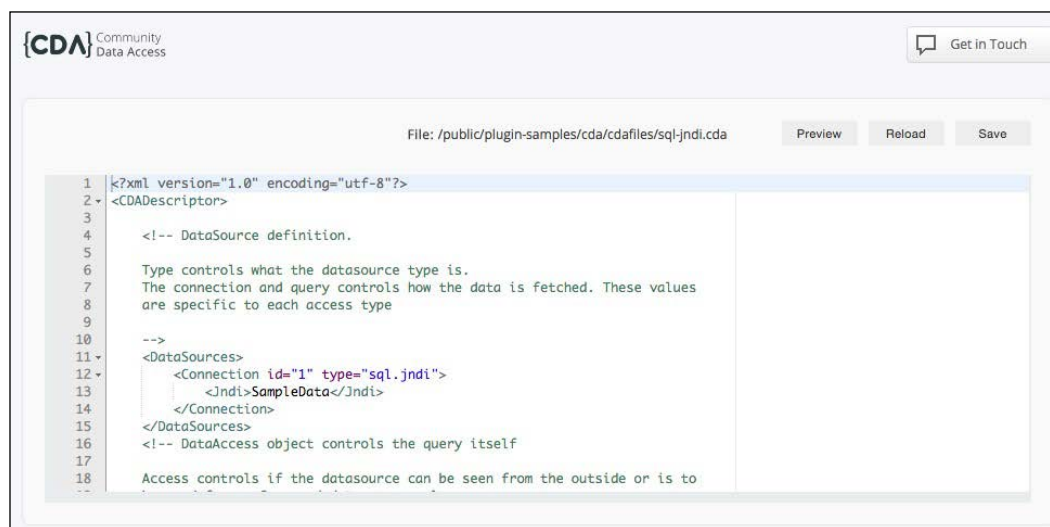 {CDA} Community
Data Access
Get in Touch
File: /public/plugin-samples/cda/cdafiles/sql-jndi.cda Preview Reload Save
1 <?xml version="1.0" encoding="utf-8"?>
2 <CDADescriptor>
3
4 <!-- DataSource definition.
5
6 Type controls what the datasource type is.
7 The connection and query controls how the data is fetched. These values
8 are specific to each access type
9
10 -->
11 <DataSources>
12 <Connection id="1" type="sql.jndi">
13 <Jndi>SampleData</Jndi>
14 </Connection>
15 </DataSources>
16 <!-- DataAccess object controls the query itself
17
18 Access controls if the datasource can be seen from the outside or is to